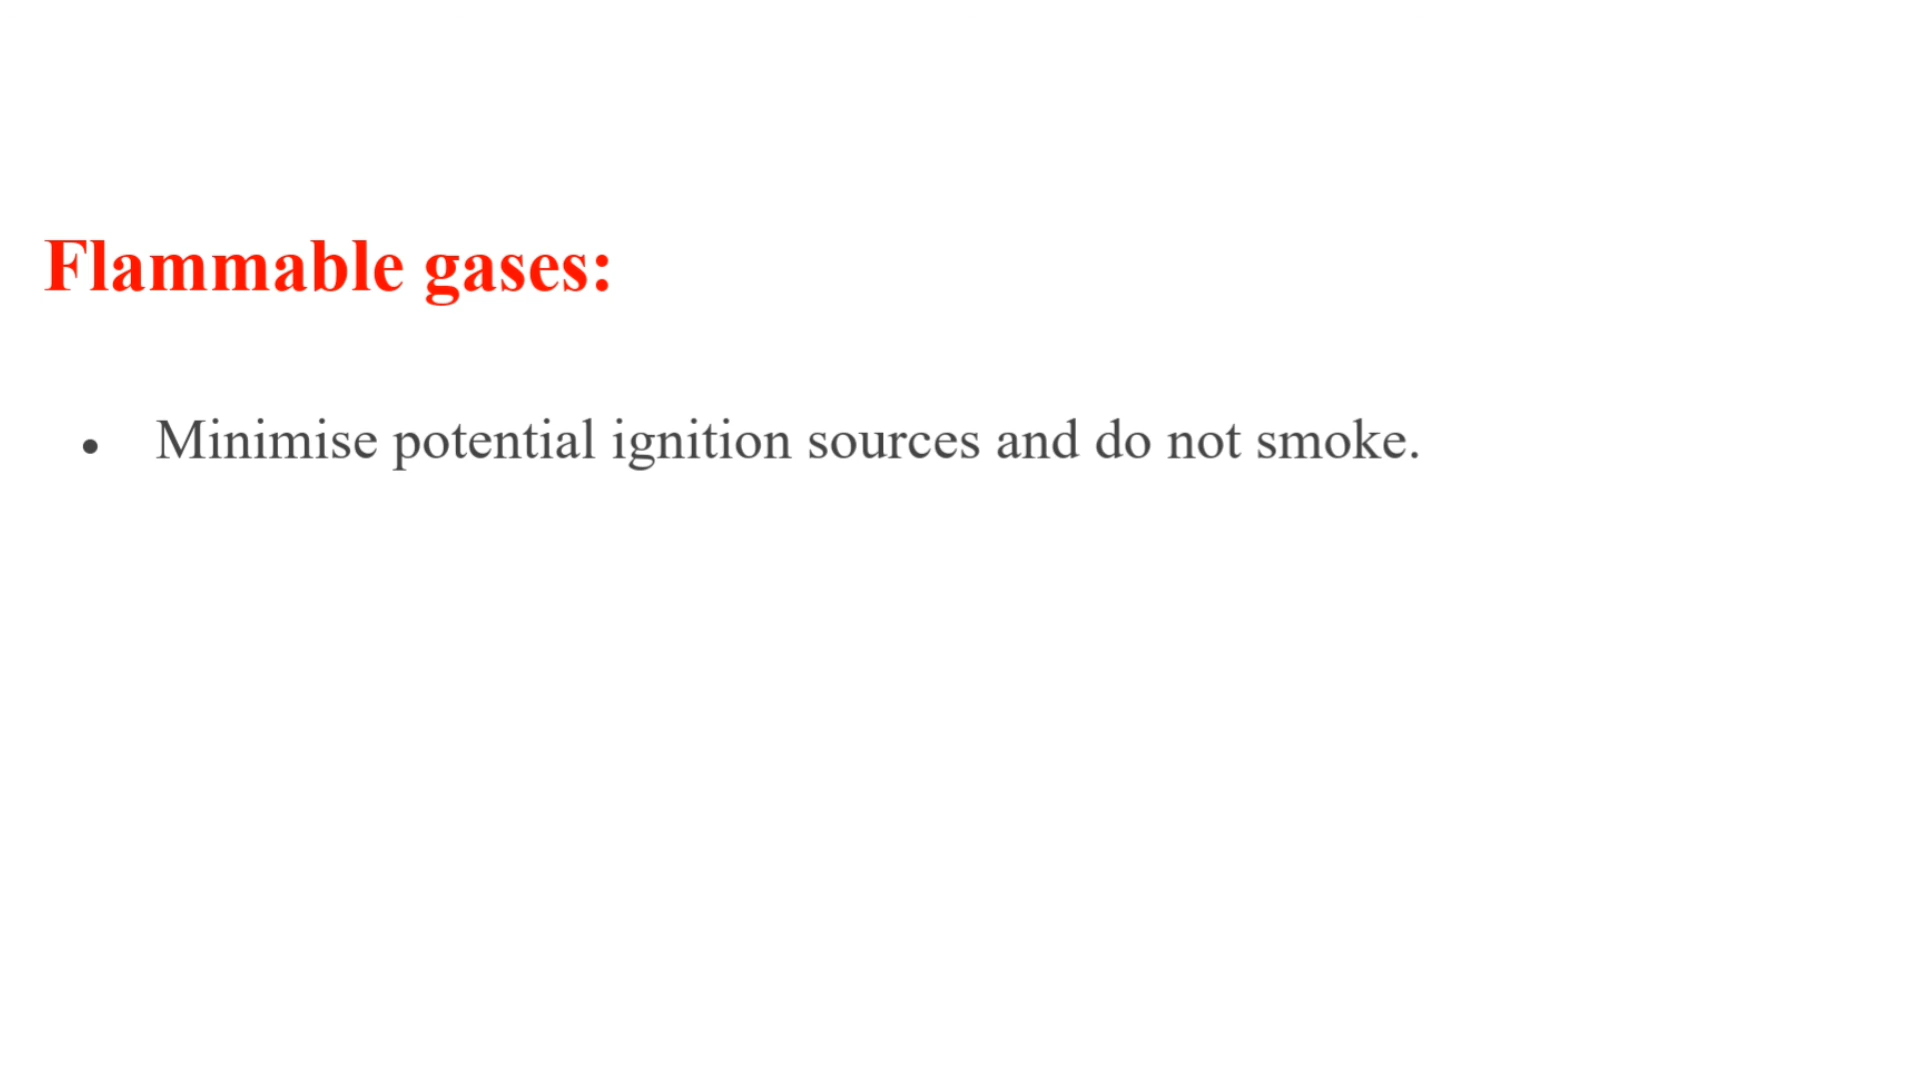 Flammable gases:
• Minimise potential ignition sources and do not smoke.